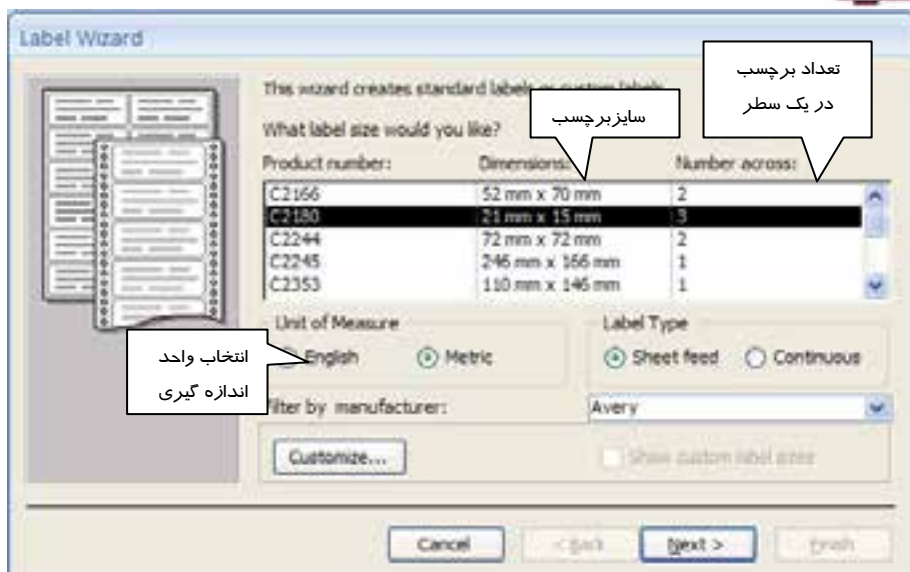 Label Wizard
تعداد برچسب
در یک سطر
This wizard creates standard labels or custom labels.
سایزبرچسب
What label size would you like?
Product number: Dimensions: Number across:
C2166 52 mm x 70 mm 2
C2180 21 mm x 15 mm 3
C2244 72 mm x 72 mm 2
C2245 246 mm x 166 mm 1
C2353 110 mm x 146 mm 1
Unit of Measure Label Type
انتخاب واحد
اندازه گیری
English Metric Sheet feed Continuous
Filter by manufacturer: Avery
Customize... Show custom label sizes
Cancel < Back Next > Finish